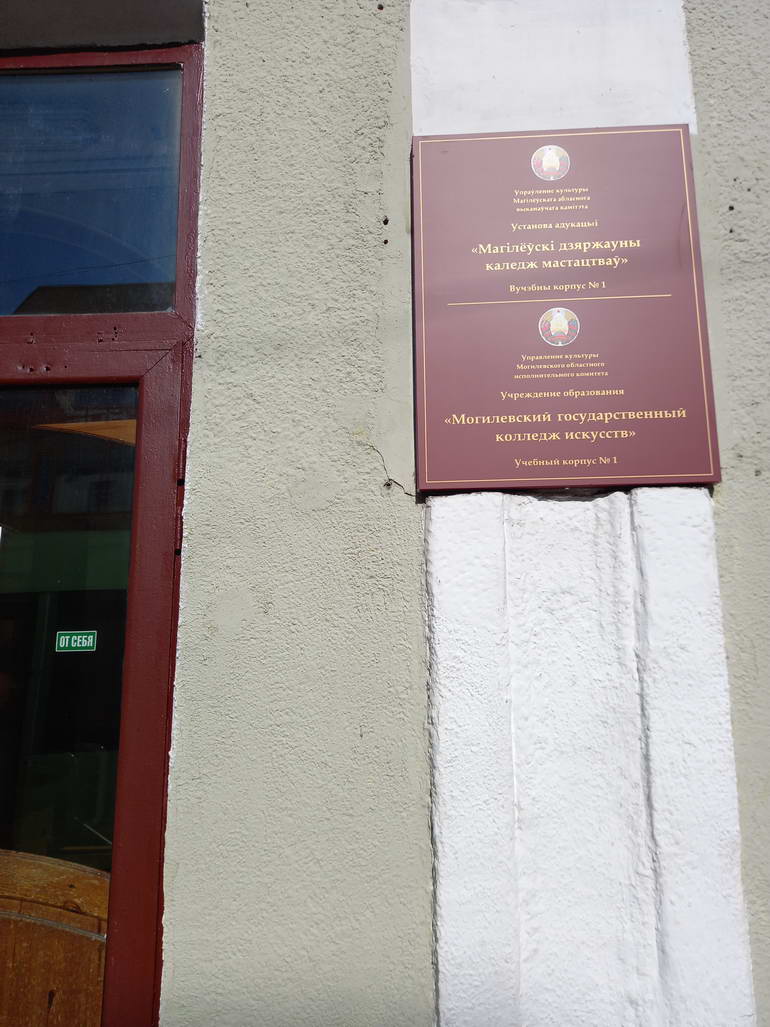 Упраўленне культуры
Магілёўскага абласнога
выканаўчага камітэта
Установа адукацыі
«Магілёўскі дзяржауны
каледж мастацтваў»
Вучэбны корпус № 1
Управление культуры
Могилевского областного
исполнительного комитета
Учреждение образования
«Могилевский государственный
колледж искусств»
Учебный корпус № 1
ОТ СЕБЯ